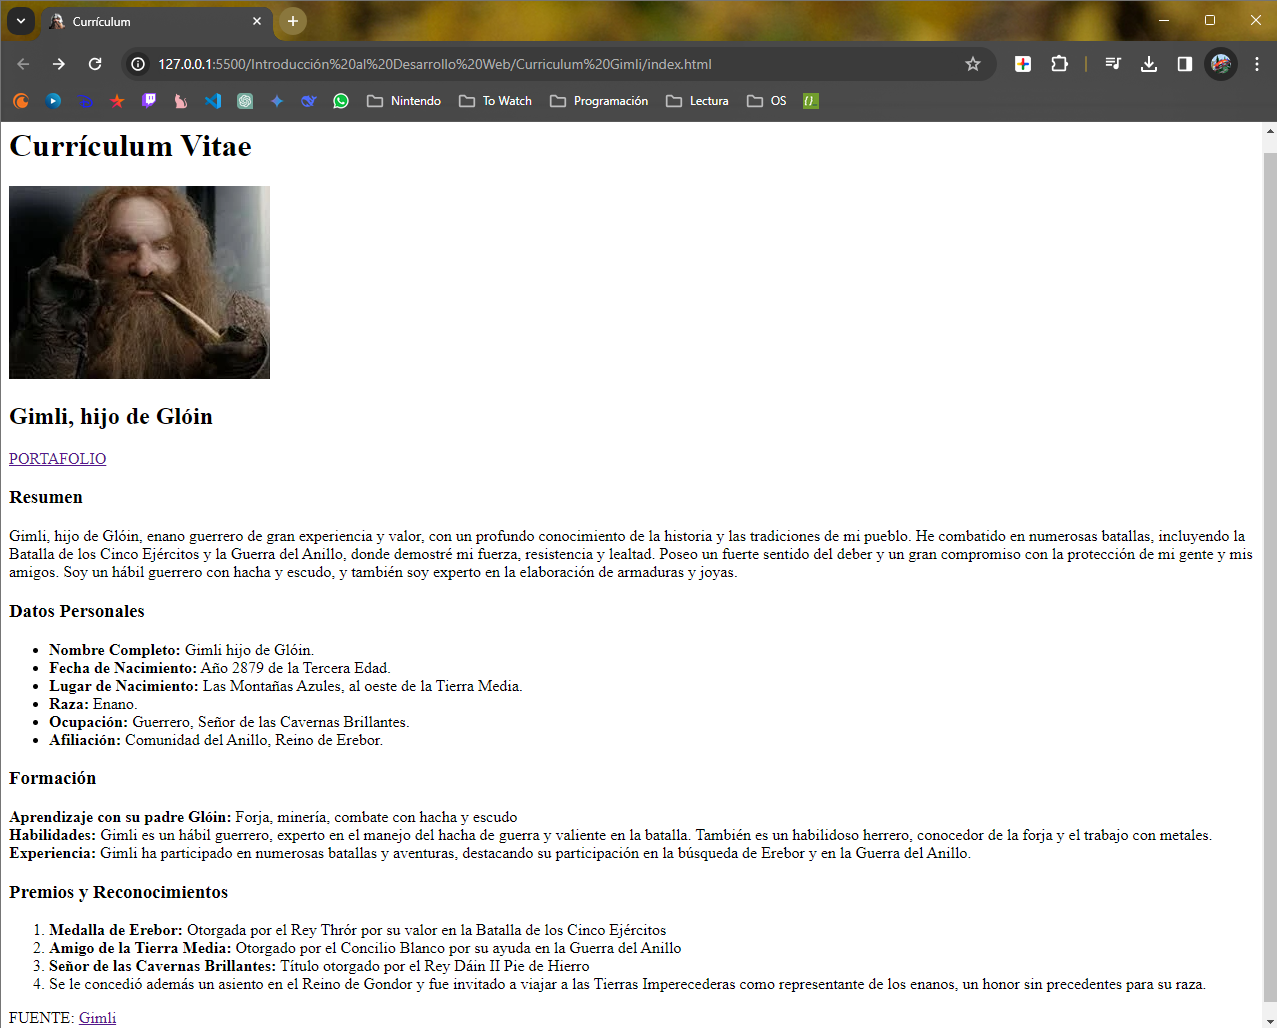 Currículum
127.0.0.1:5500/Introducción%20al%20Desarrollo%20Web/Curriculum%20Gimli/index.html
Nintendo To Watch Programación Lectura OS
Currículum Vitae
Gimli, hijo de Glóin
PORTAFOLIO
Resumen
Gimli, hijo de Glóin, enano guerrero de gran experiencia y valor, con un profundo conocimiento de la historia y las tradiciones de mi pueblo. He combatido en numerosas batallas, incluyendo la
Batalla de los Cinco Ejércitos y la Guerra del Anillo, donde demostré mi fuerza, resistencia y lealtad. Poseo un fuerte sentido del deber y un gran compromiso con la protección de mi gente y mis
amigos. Soy un hábil guerrero con hacha y escudo, y también soy experto en la elaboración de armaduras y joyas.
Datos Personales
• Nombre Completo: Gimli hijo de Glóin.
• Fecha de Nacimiento: Año 2879 de la Tercera Edad.
• Lugar de Nacimiento: Las Montañas Azules, al oeste de la Tierra Media.
• Raza: Enano.
• Ocupación: Guerrero, Señor de las Cavernas Brillantes.
• Afiliación: Comunidad del Anillo, Reino de Erebor.
Formación
Aprendizaje con su padre Glóin: Forja, minería, combate con hacha y escudo
Habilidades: Gimli es un hábil guerrero, experto en el manejo del hacha de guerra y valiente en la batalla. También es un habilidoso herrero, conocedor de la forja y el trabajo con metales.
Experiencia: Gimli ha participado en numerosas batallas y aventuras, destacando su participación en la búsqueda de Erebor y en la Guerra del Anillo.
Premios y Reconocimientos
1. Medalla de Erebor: Otorgada por el Rey Thrór por su valor en la Batalla de los Cinco Ejércitos
2. Amigo de la Tierra Media: Otorgado por el Concilio Blanco por su ayuda en la Guerra del Anillo
3. Señor de las Cavernas Brillantes: Título otorgado por el Rey Dáin II Pie de Hierro
4. Se le concedió además un asiento en el Reino de Gondor y fue invitado a viajar a las Tierras Imperecederas como representante de los enanos, un honor sin precedentes para su raza.
FUENTE: Gimli